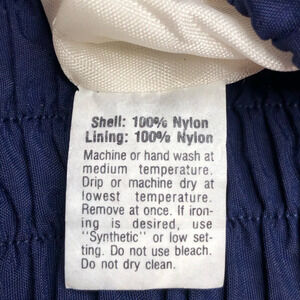 Shell: 100% Nylon
Lining: 100% Nylon
Machine or hand wash at
medium temperature.
Drip or machine dry at
lowest temperature.
Remove at once. If iron-
ing is desired, use
"Synthetic" or low set-
ting. Do not use bleach.
Do not dry clean.